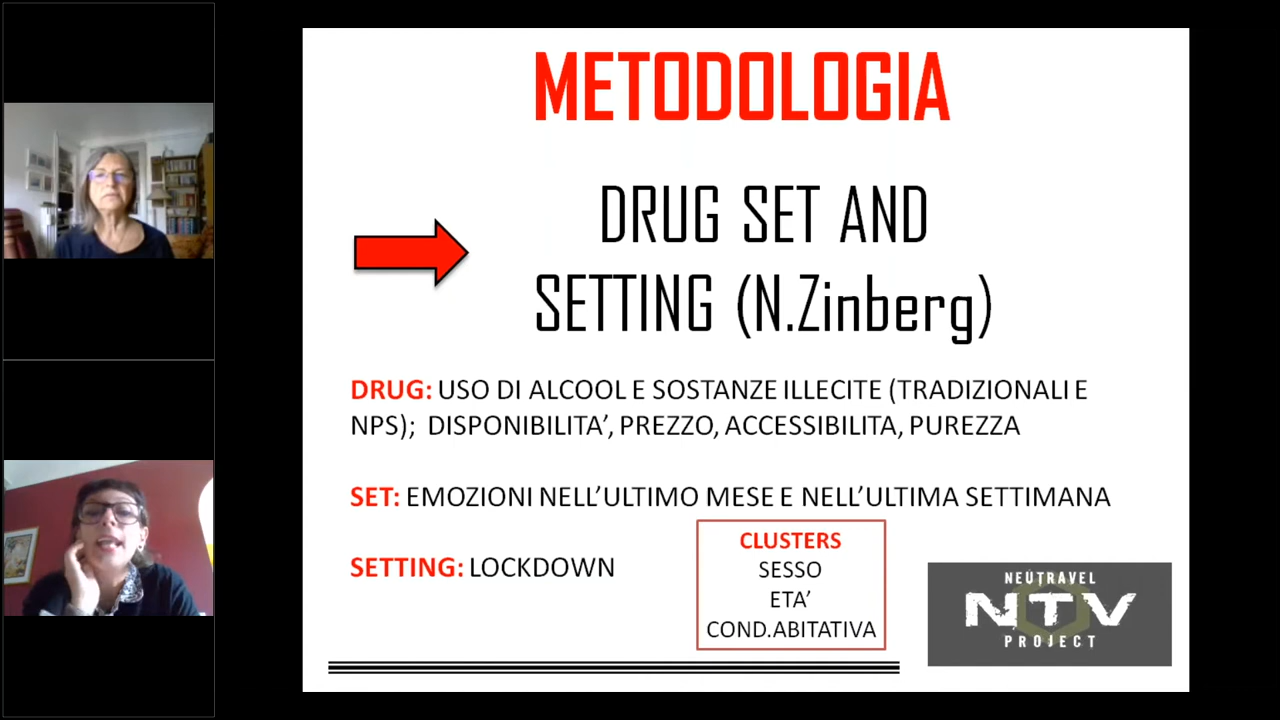 METODOLOGIA
DRUG SET AND
SETTING (N.Zinberg)
DRUG: USO DI ALCOOL E SOSTANZE ILLECITE (TRADIZIONALI E
NPS); DISPONIBILITA’, PREZZO, ACCESSIBILITA, PUREZZA
SET: EMOZIONI NELL’ULTIMO MESE E NELL’ULTIMA SETTIMANA
SETTING: LOCKDOWN
CLUSTERS
SESSO
ETA’
COND.ABITATIVA
NEUTRAVEL
NTV
PROJECT